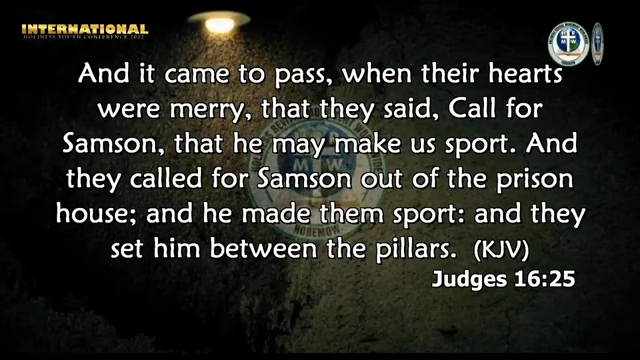 INTERNATIONAL
HOLINESS YOUTH CONFERENCE 2022
And it came to pass, when their hearts
were merry, that they said, Call for
Samson, that he may make us sport. And
they called for Samson out of the prison
house; and he made them sport: and they
set him between the pillars. (KJV)
Judges 16:25
HOREMOW